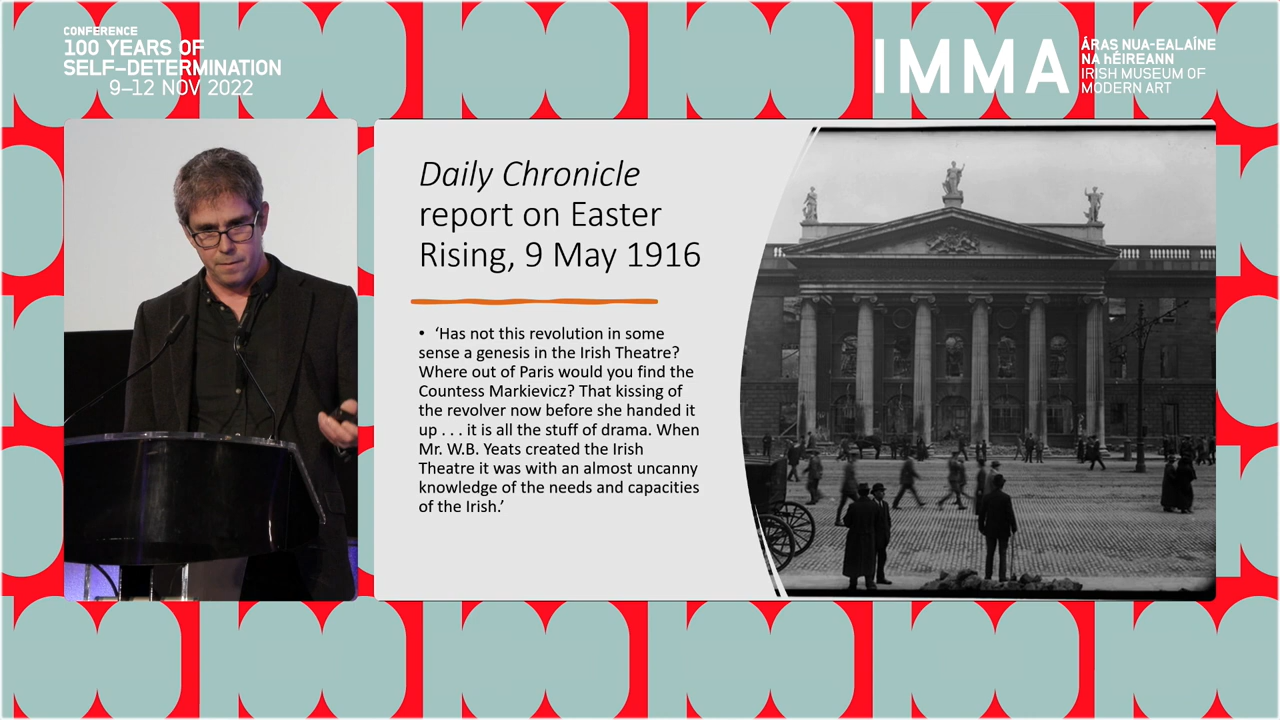 CONFERENCE
100 YEARS OF
SELF–DETERMINATION
9–12 NOV 2022
IMMA
ÁRAS NUA-EALAÍNE
NA hÉIREANN
IRISH MUSEUM OF
MODERN ART
Daily Chronicle
report on Easter
Rising, 9 May 1916
• ‘Has not this revolution in some
sense a genesis in the Irish Theatre?
Where out of Paris would you find the
Countess Markievicz? That kissing of
the revolver now before she handed it
up . . . it is all the stuff of drama. When
Mr. W.B. Yeats created the Irish
Theatre it was with an almost uncanny
knowledge of the needs and capacities
of the Irish.’